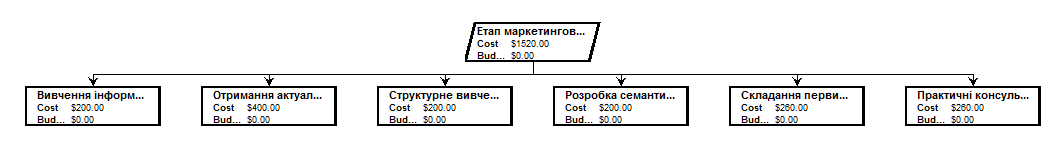 Етап маркетингов...
Cost $1520.00
Bud... $0.00
Вивчення інформ...
Cost $200.00
Bud... $0.00
Отримання актуал...
Cost $400.00
Bud... $0.00
Структурне вивче...
Cost $200.00
Bud... $0.00
Розробка семанти...
Cost $200.00
Bud... $0.00
Складання перви...
Cost $260.00
Bud... $0.00
Практичні консуль...
Cost $260.00
Bud... $0.00